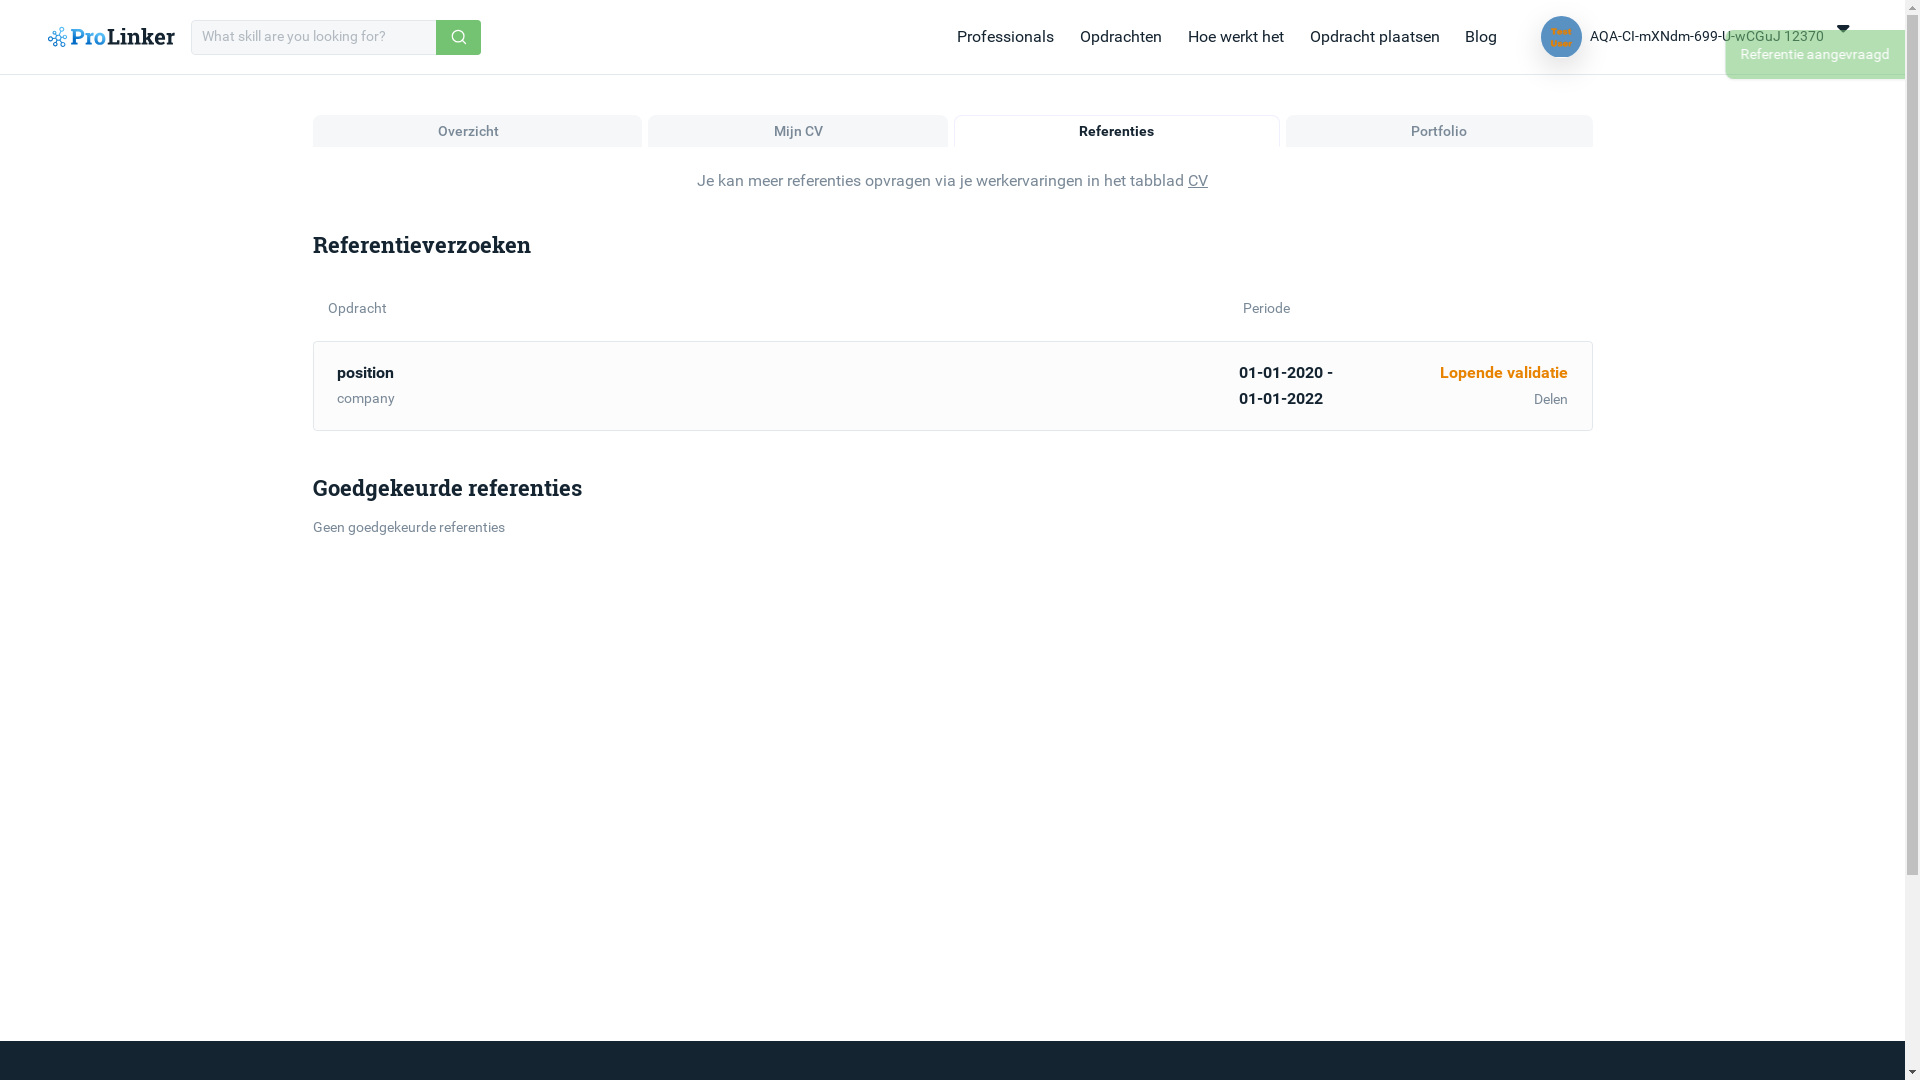 ProLinker
What skill are you looking for?
Professionals
Opdrachten
Hoe werkt het
Opdracht plaatsen
Blog
Test User
AQA-CI-mXNdm-699-U-wCGuJ 12370
Referentie aangevraagd
Overzicht
Mijn CV
Referenties
Portfolio
Je kan meer referenties opvragen via je werkervaringen in het tabblad CV
Referentieverzoeken
Opdracht
Periode
position
company
01-01-2020 -
01-01-2022
Lopende validatie
Delen
Goedgekeurde referenties
Geen goedgekeurde referenties